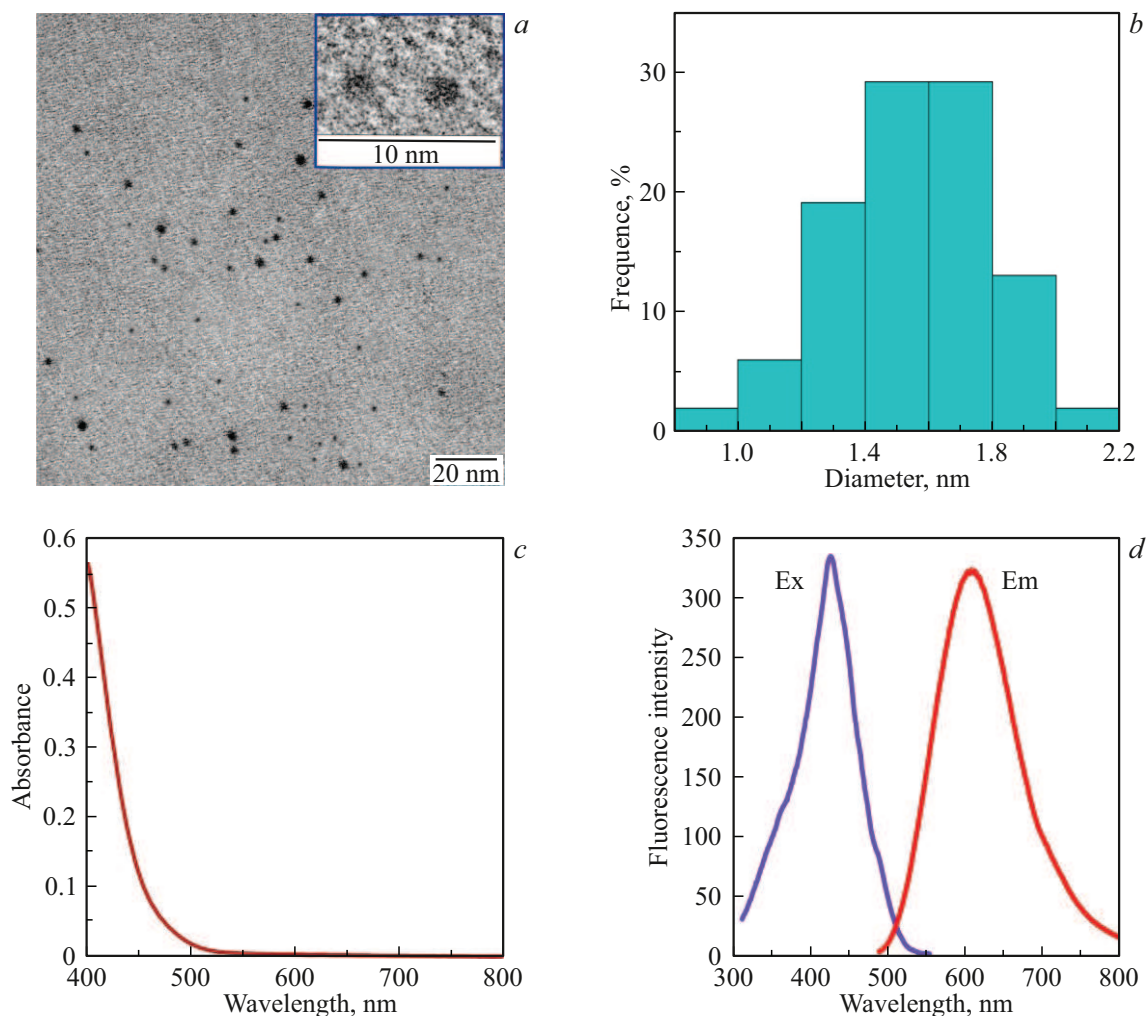 a
10 nm
20 nm
b
Frequence, %
30
20
10
0
1.0 1.4 1.8 2.2
Diameter, nm
c
Absorbance
0.6
0.5
0.4
0.3
0.2
0.1
0
400 500 600 700 800
Wavelength, nm
d
Fluorescence intensity
350
300
250
200
150
100
50
0
Ex Em
300 400 500 600 700 800
Wavelength, nm